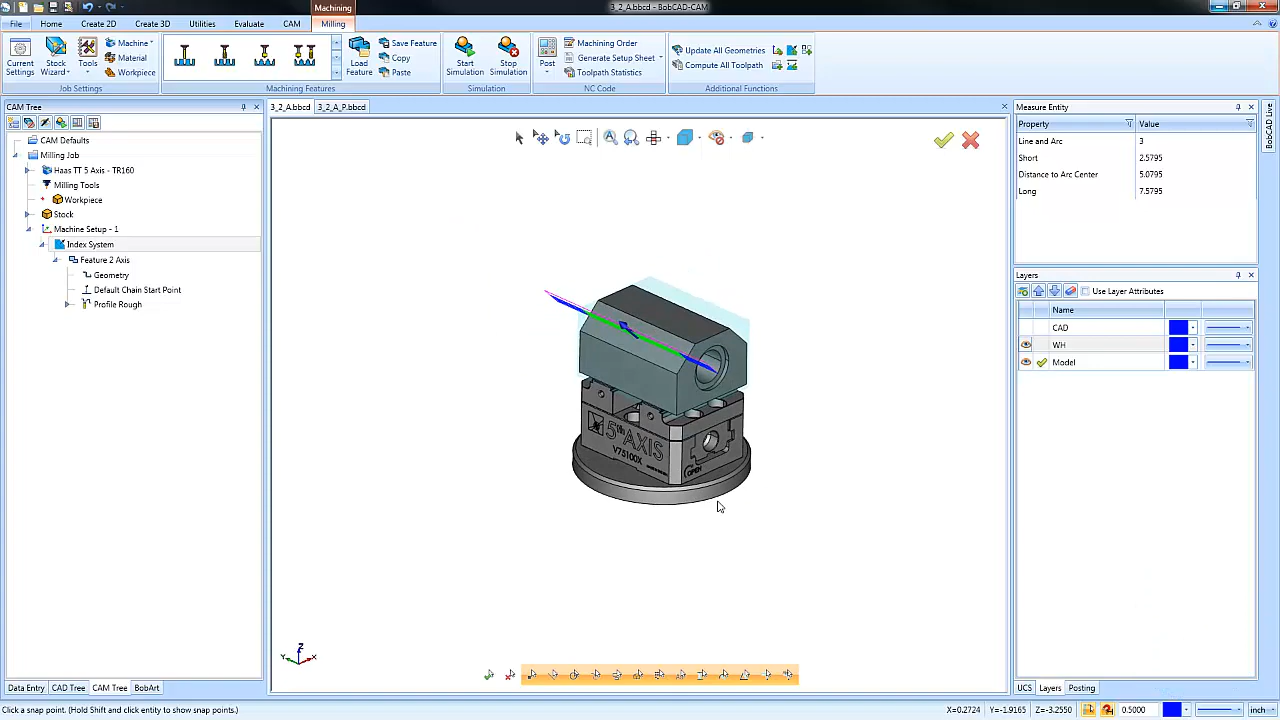 3_2_A.bbcd - BobCAD-CAM
Machining
File Home Create 2D Create 3D Utilities Evaluate CAM Milling
Current Settings
Stock Wizard
Tools
Machine
Material
Workpiece
Job Settings
Load Feature
Save Feature
Copy
Paste
Machining Features
Start Simulation
Stop Simulation
Simulation
Post
Machining Order
Generate Setup Sheet
Toolpath Statistics
NC Code
Update All Geometries
Compute All Toolpath
Additional Functions
CAM Tree
3_2_A.bbcd 3_2_A_P.bbcd
CAM Defaults
Milling Job
Haas TT 5 Axis - TR160
Milling Tools
Workpiece
Stock
Machine Setup - 1
Index System
Feature 2 Axis
Geometry
Default Chain Start Point
Profile Rough
5th AXIS
V75100X
OPEN
Z
Y X
Measure Entity
Property Value
Line and Arc 3
Short 2.5795
Distance to Arc Center 5.0795
Long 7.5795
Layers
Use Layer Attributes
Name
CAD
WH
Model
BobCAD Live
Data Entry CAD Tree CAM Tree BobArt
UCS Layers Posting
Click a snap point. (Hold Shift and click entity to show snap points.)
X=0.2724 Y=-1.9165 Z=-3.2550 0.5000 inch